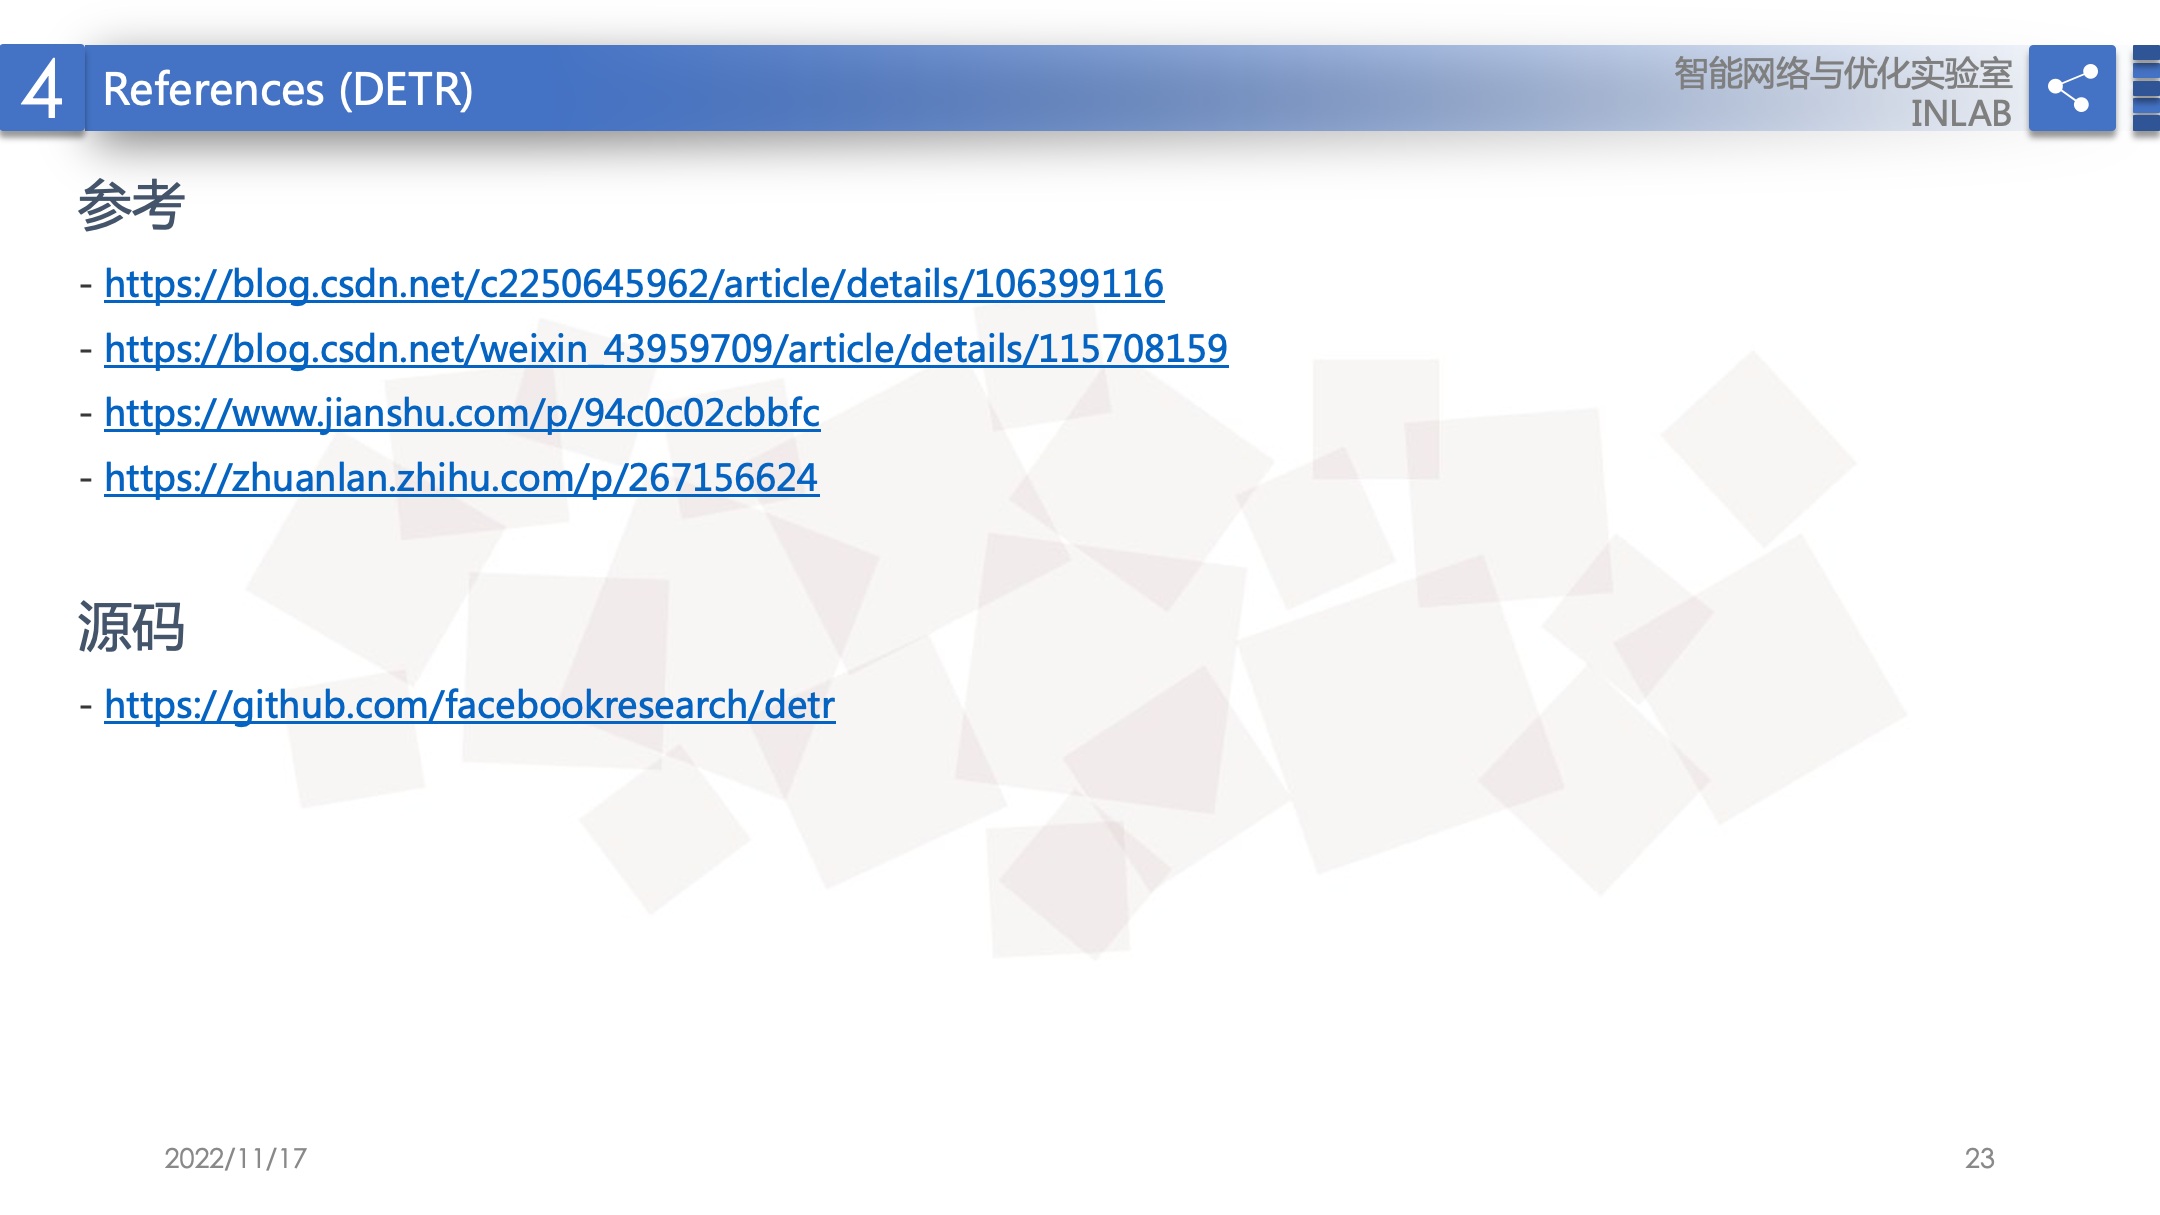 4
References (DETR)
智能网络与优化实验室
INLAB
参考
- https://blog.csdn.net/c2250645962/article/details/106399116
- https://blog.csdn.net/weixin_43959709/article/details/115708159
- https://www.jianshu.com/p/94c0c02cbbfc
- https://zhuanlan.zhihu.com/p/267156624
源码
- https://github.com/facebookresearch/detr
2022/11/17
23